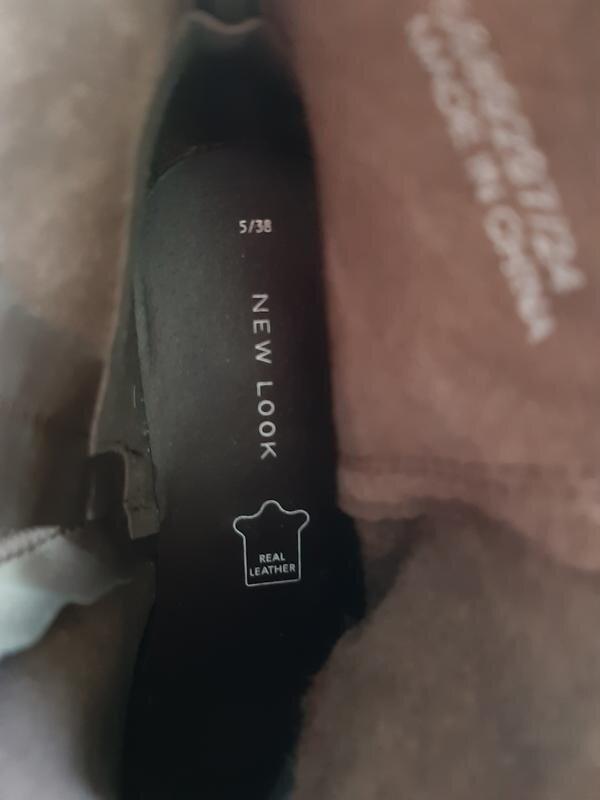 5/38
NEW LOOK
REAL
LEATHER
MADE IN CHINA